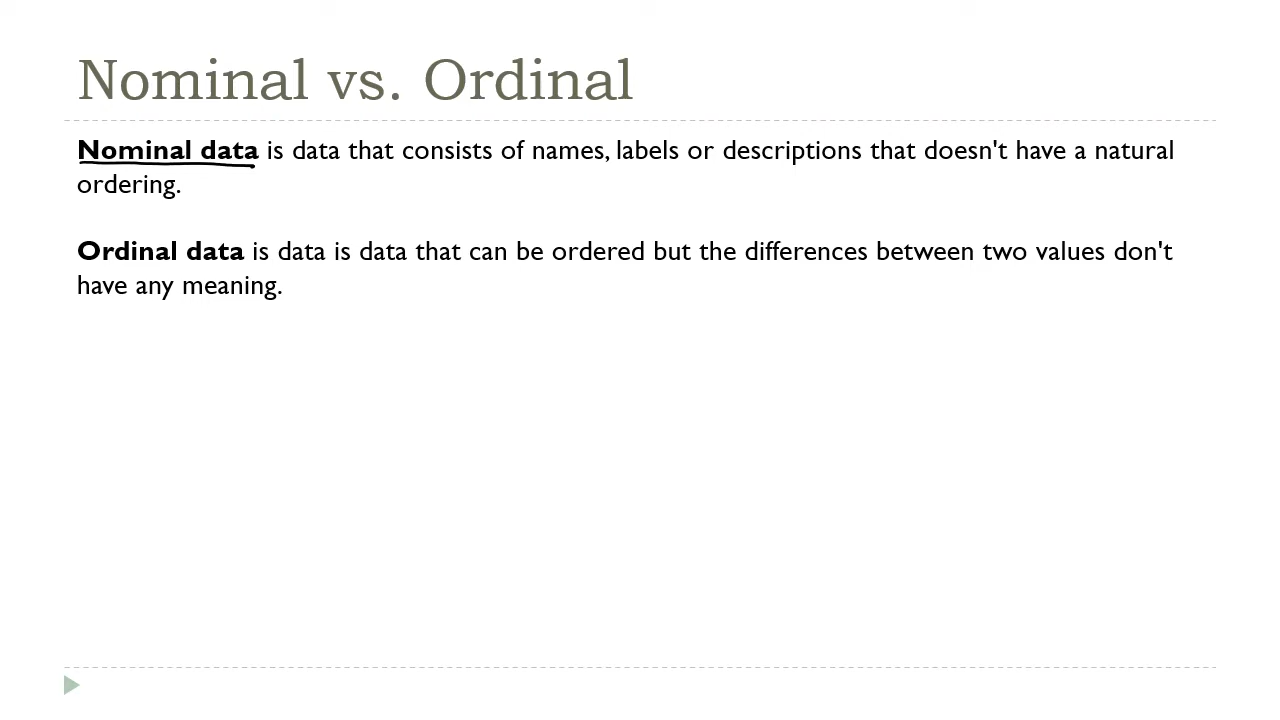 Nominal vs. Ordinal
Nominal data is data that consists of names, labels or descriptions that doesn't have a natural
ordering.
Ordinal data is data is data that can be ordered but the differences between two values don't
have any meaning.